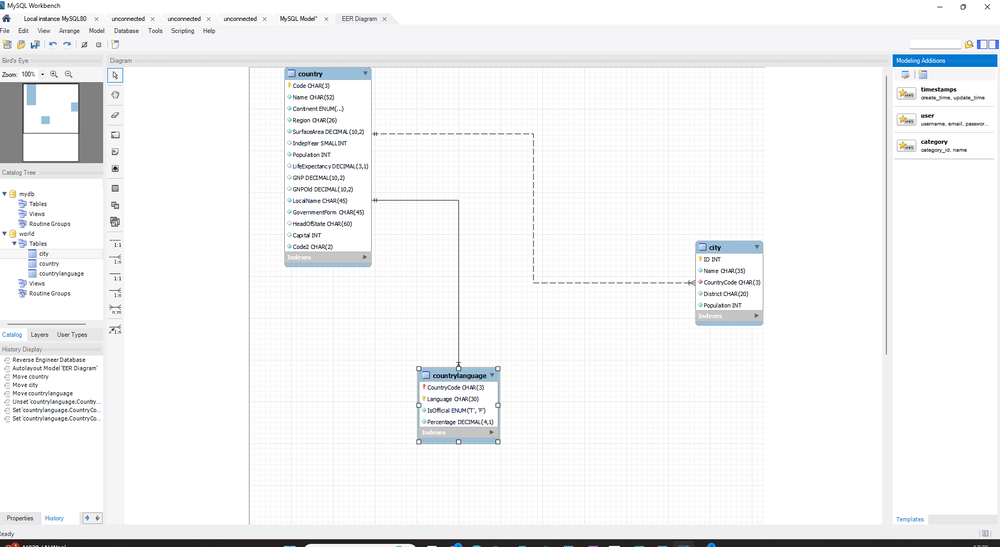 MySQL Workbench
Local instance MySQL80
unconnected
unconnected
unconnected
MySQL Model*
EER Diagram
File Edit View Arrange Model Database Tools Scripting Help
Bird's Eye
Zoom: 100%
Catalog Tree
mydb
Tables
Views
Routine Groups
world
Tables
city
country
countrylanguage
Views
Routine Groups
Catalog Layers User Types
History Display
Reverse Engineer Database
Autolayout Model 'EER Diagram'
Move country
Move city
Move countrylanguage
Unset 'countrylanguage.Country...
Set 'countrylanguage.CountryCo...
Set 'countrylanguage.CountryCo...
Properties History
Ready
Diagram
1:1
1:n
1:1
1:n
n:m
1:n
country
Code CHAR(3)
Name CHAR(52)
Continent ENUM(...)
Region CHAR(26)
SurfaceArea DECIMAL(10,2)
IndepYear SMALLINT
Population INT
LifeExpectancy DECIMAL(3,1)
GNP DECIMAL(10,2)
GNPOld DECIMAL(10,2)
LocalName CHAR(45)
GovernmentForm CHAR(45)
HeadOfState CHAR(60)
Capital INT
Code2 CHAR(2)
Indexes
city
ID INT
Name CHAR(35)
CountryCode CHAR(3)
District CHAR(20)
Population INT
Indexes
countrylanguage
CountryCode CHAR(3)
Language CHAR(30)
IsOfficial ENUM('T', 'F')
Percentage DECIMAL(4,1)
Indexes
Modeling Additions
MWB
timestamps
create_time, update_time
MWB
user
username, email, passwor...
MWB
category
category_id, name
Templates